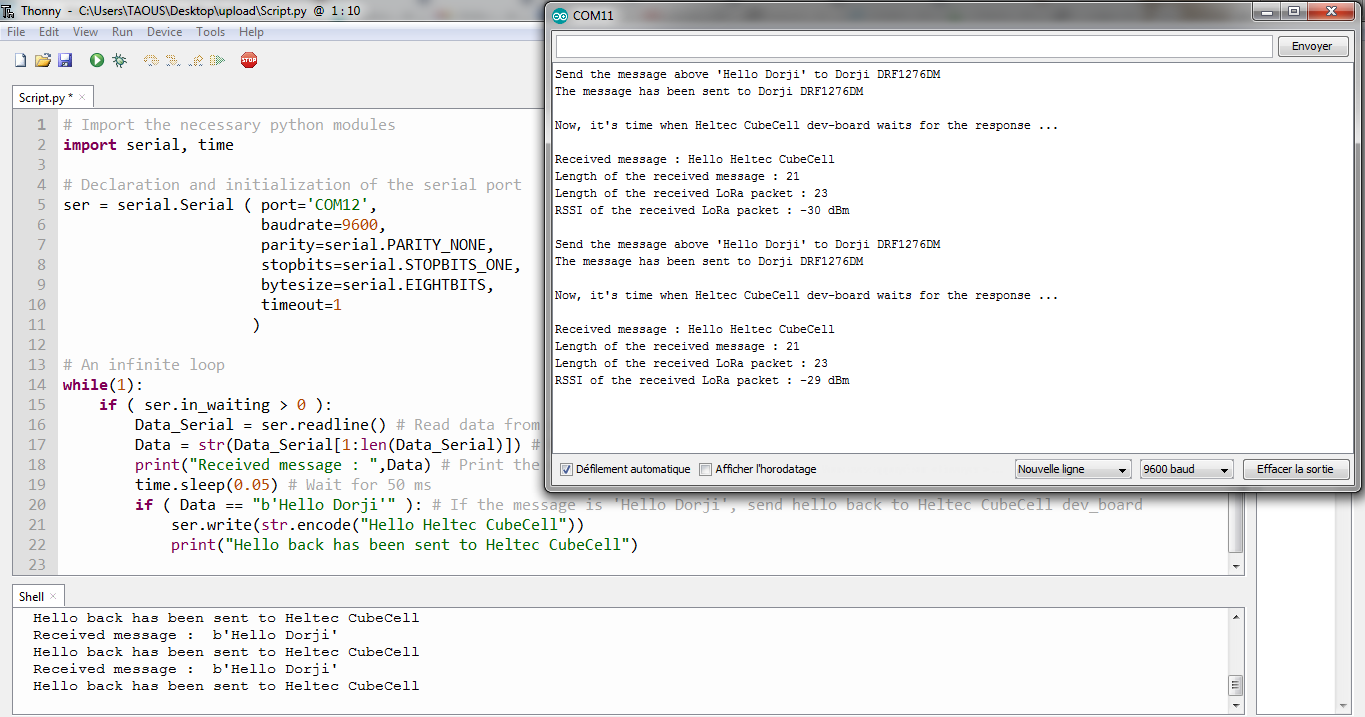 Thonny - C:\Users\TAOUS\Desktop\upload\Script.py @ 1 : 10
File Edit View Run Device Tools Help
STOP
Script.py *
1 # Import the necessary python modules
2 import serial, time
3
4 # Declaration and initialization of the serial port
5 ser = serial.Serial ( port='COM12',
6 baudrate=9600,
7 parity=serial.PARITY_NONE,
8 stopbits=serial.STOPBITS_ONE,
9 bytesize=serial.EIGHTBITS,
10 timeout=1
11 )
12
13 # An infinite loop
14 while(1):
15 if ( ser.in_waiting > 0 ):
16 Data_Serial = ser.readline() # Read data from
17 Data = str(Data_Serial[1:len(Data_Serial)]) #
18 print("Received message : ",Data) # Print the
19 time.sleep(0.05) # Wait for 50 ms
20 if ( Data == "b'Hello Dorji'" ): # If the message is 'Hello Dorji', send hello back to Heltec CubeCell dev_board
21 ser.write(str.encode("Hello Heltec CubeCell"))
22 print("Hello back has been sent to Heltec CubeCell")
23
Shell
Hello back has been sent to Heltec CubeCell
Received message :  b'Hello Dorji'
Hello back has been sent to Heltec CubeCell
Received message :  b'Hello Dorji'
Hello back has been sent to Heltec CubeCell
COM11
Envoyer
Send the message above 'Hello Dorji' to Dorji DRF1276DM
The message has been sent to Dorji DRF1276DM
Now, it's time when Heltec CubeCell dev-board waits for the response ...
Received message : Hello Heltec CubeCell
Length of the received message : 21
Length of the received LoRa packet : 23
RSSI of the received LoRa packet : -30 dBm
Send the message above 'Hello Dorji' to Dorji DRF1276DM
The message has been sent to Dorji DRF1276DM
Now, it's time when Heltec CubeCell dev-board waits for the response ...
Received message : Hello Heltec CubeCell
Length of the received message : 21
Length of the received LoRa packet : 23
RSSI of the received LoRa packet : -29 dBm
Défilement automatique Afficher l'horodatage Nouvelle ligne 9600 baud Effacer la sortie